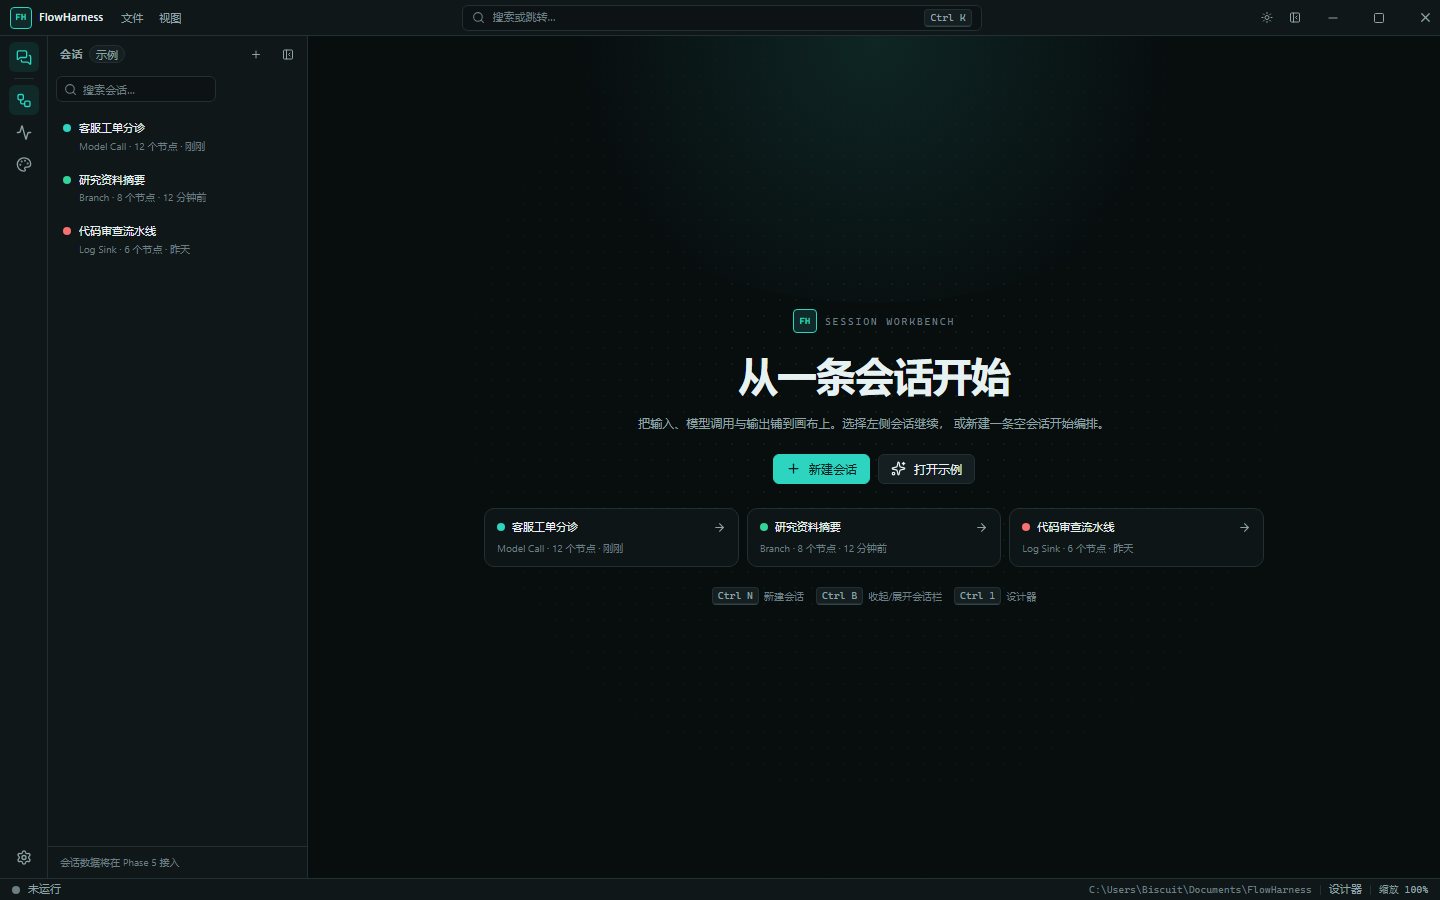 FH FlowHarness 文件 视图 搜索或跳转... Ctrl K
会话 示例
搜索会话...
客服工单分诊
Model Call · 12 个节点 · 刚刚
研究资料摘要
Branch · 8 个节点 · 12 分钟前
代码审查流水线
Log Sink · 6 个节点 · 昨天
会话数据将在 Phase 5 接入
FH SESSION WORKBENCH
从一条会话开始
把输入、模型调用与输出铺到画布上。选择左侧会话继续， 或新建一条空会话开始编排。
新建会话 打开示例
客服工单分诊
Model Call · 12 个节点 · 刚刚
研究资料摘要
Branch · 8 个节点 · 12 分钟前
代码审查流水线
Log Sink · 6 个节点 · 昨天
Ctrl N 新建会话 Ctrl B 收起/展开会话栏 Ctrl 1 设计器
未运行 C:\Users\Biscuit\Documents\FlowHarness 设计器 缩放 100%